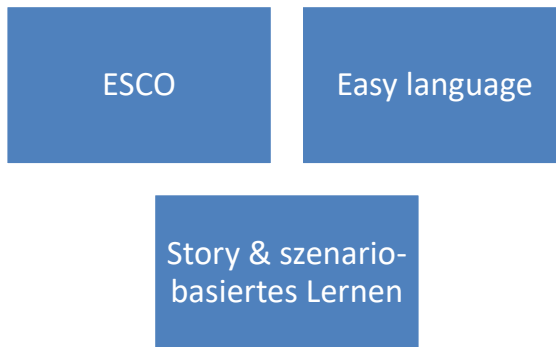 ESCO
Easy language
Story & szenario-
basiertes Lernen